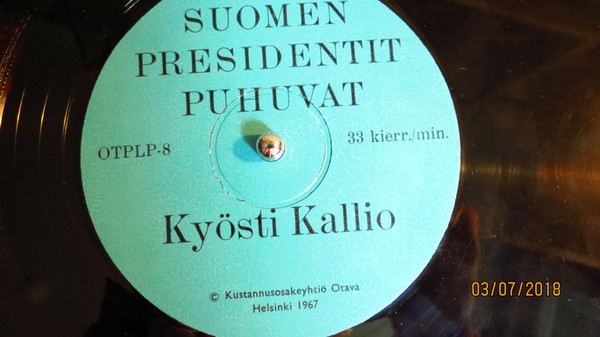 SUOMEN
PRESIDENTIT
PUHUVAT
OTPLP-8
33 kierr./min.
Kyösti Kallio
© Kustannusosakeyhtiö Otava
Helsinki 1967
03/07/2018